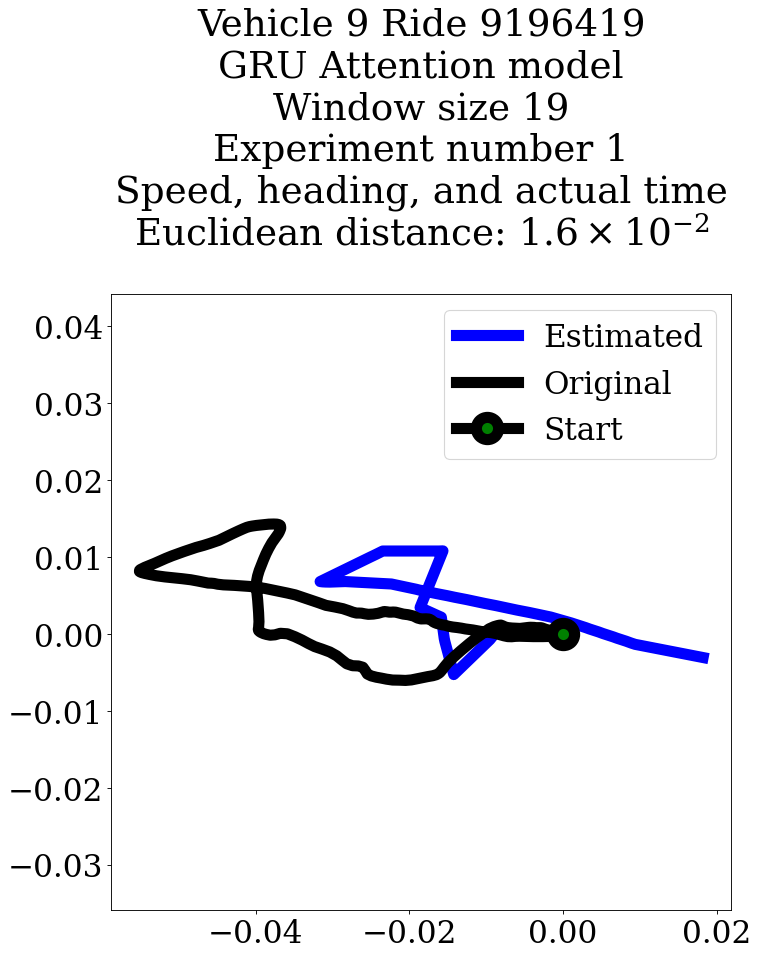 Vehicle 9 Ride 9196419
GRU Attention model
Window size 19
Experiment number 1
Speed, heading, and actual time
Euclidean distance: 1.6 × 10⁻²
Estimated
Original
Start
0.04
0.03
0.02
0.01
0.00
−0.01
−0.02
−0.03
−0.04
−0.02
0.00
0.02